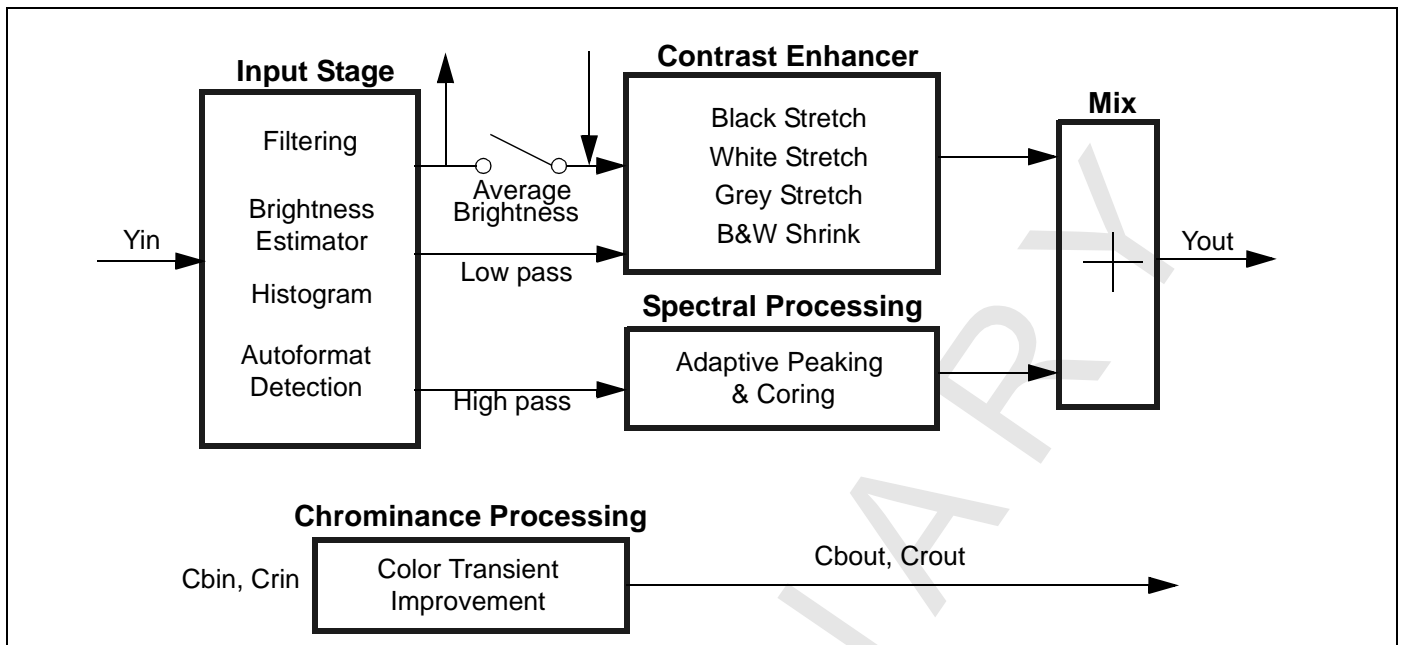 Input Stage
Filtering
Brightness
Estimator
Histogram
Autoformat
Detection
Yin
Average
Brightness
Low pass
High pass
Contrast Enhancer
Black Stretch
White Stretch
Grey Stretch
B&W Shrink
Spectral Processing
Adaptive Peaking
& Coring
Mix
Yout
Chrominance Processing
Cbin, Crin
Color Transient
Improvement
Cbout, Crout
NARY